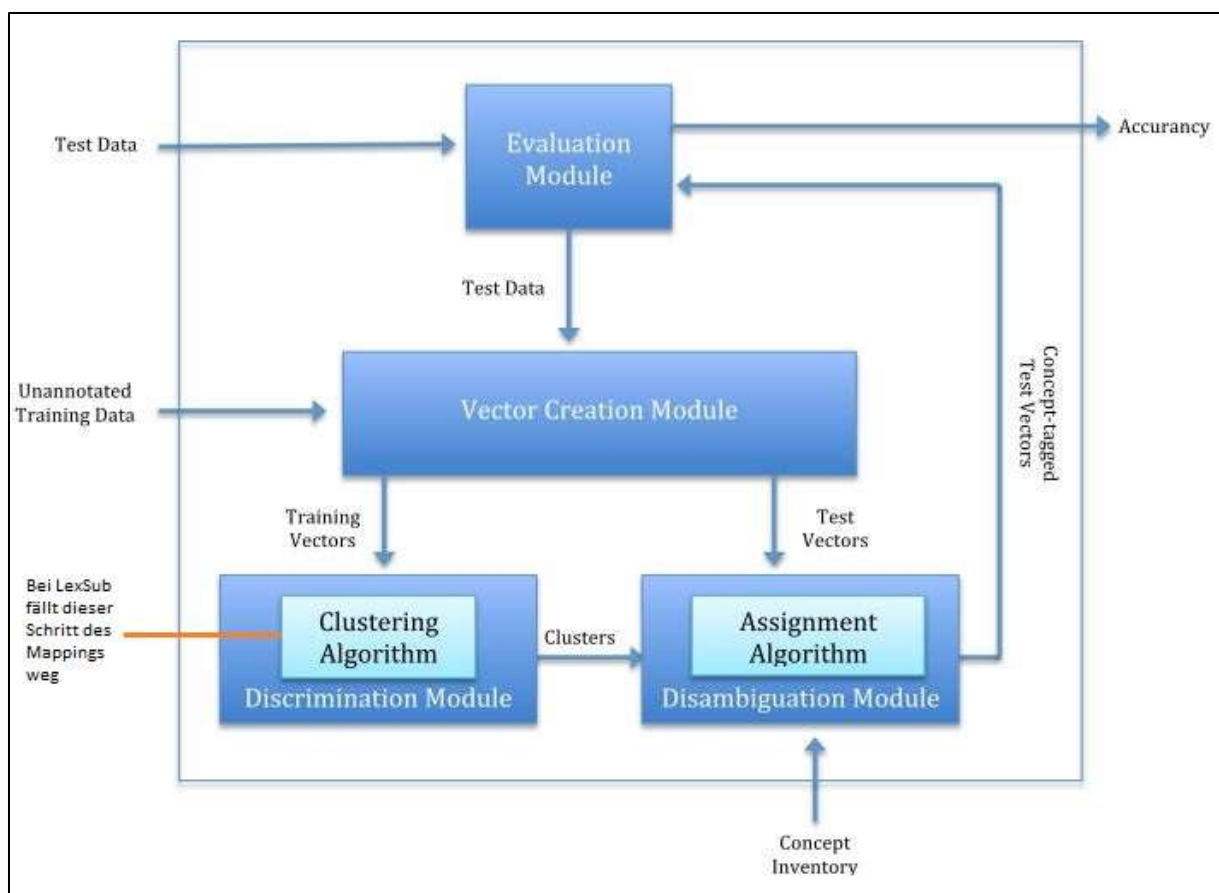 Evaluation
Module
Test Data
Accurancy
Test Data
Unannotated
Training Data
Vector Creation Module
Concept-tagged
Test Vectors
Training
Vectors
Test
Vectors
Bei LexSub
fällt dieser
Schritt des
Mappings
weg
Clustering
Algorithm
Discrimination Module
Clusters
Assignment
Algorithm
Disambiguation Module
Concept
Inventory